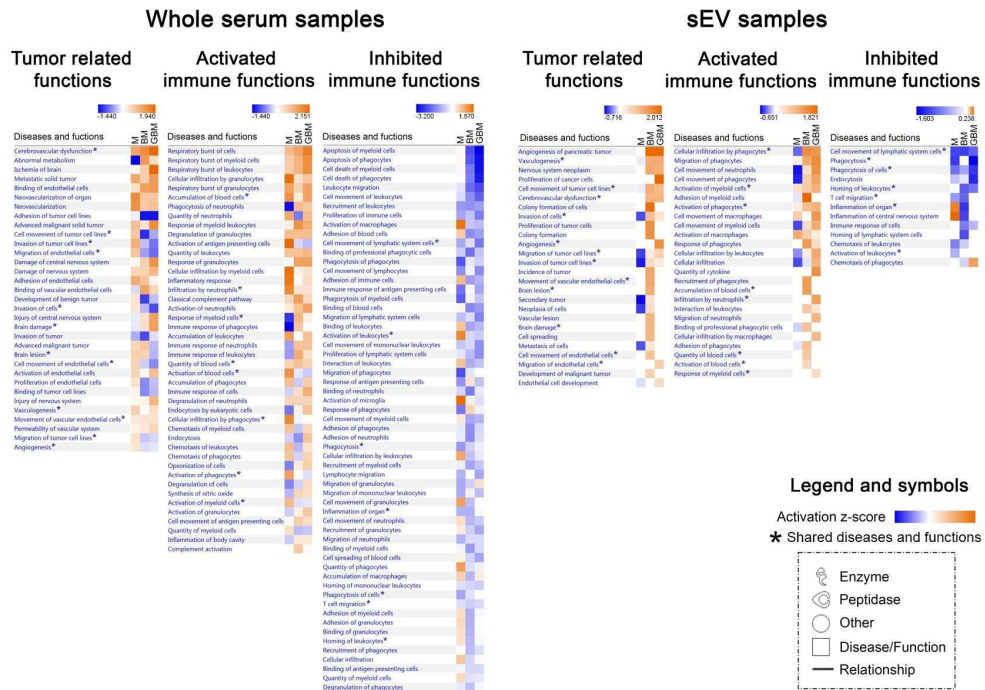 Whole serum samples
sEV samples
Tumor related
functions
-1.440
1.940
Diseases and fuctions
M
BM
GBM
Cerebrovascular dysfunction *
Abnormal metabolism
Ischemia of brain
Metastatic solid tumor
Binding of endothelial cells
Neovascularization of organ
Neovascularization
Adhesion of tumor cell lines
Advanced malignant solid tumor
Cell movement of tumor cell lines *
Invasion of tumor cell lines *
Migration of endothelial cells *
Damage of central nervous system
Damage of nervous system
Adhesion of endothelial cells
Binding of vascular endothelial cells
Development of benign tumor
Invasion of cells *
Injury of central nervous system
Brain damage *
Invasion of tumor
Advanced malignant tumor
Brain lesion *
Cell movement of endothelial cells *
Activation of endothelial cells
Proliferation of endothelial cells
Binding of tumor cell lines
Injury of nervous system
Vasculogenesis *
Movement of vascular endothelial cells *
Permeability of vascular system
Migration of tumor cell lines *
Angiogenesis *
Activated
immune functions
-1.440
2.151
Diseases and fuctions
M
BM
GBM
Respiratory burst of cells
Respiratory burst of myeloid cells
Respiratory burst of leukocytes
Cellular infiltration of granulocytes
Respiratory burst of granulocytes
Accumulation of blood cells *
Phagocytosis of neutrophils
Quantity of neutrophils
Response of myeloid leukocytes
Degranulation of granulocytes
Activation of antigen presenting cells
Quantity of leukocytes
Response of granulocytes
Cellular infiltration by myeloid cells
Inflammatory response
Infiltration by neutrophils *
Classical complement pathway
Activation of neutrophils
Response of myeloid cells *
Immune response of phagocytes
Accumulation of leukocytes
Immune response of neutrophils
Immune response of leukocytes
Quantity of blood cells *
Activation of blood cells *
Accumulation of phagocytes
Immune response of cells
Degranulation of neutrophils
Endocytosis by eukaryotic cells
Cellular infiltration by phagocytes *
Chemotaxis of myeloid cells
Endocytosis
Chemotaxis of leukocytes
Chemotaxis of phagocytes
Opsonization of cells
Activation of phagocytes *
Degranulation of cells
Synthesis of nitric oxide
Activation of myeloid cells *
Activation of granulocytes
Cell movement of antigen presenting cells
Quantity of myeloid cells
Inflammation of body cavity
Complement activation
Inhibited
immune functions
-3.200
1.870
Diseases and fuctions
M
BM
GBM
Apoptosis of myeloid cells
Apoptosis of phagocytes
Cell death of myeloid cells
Cell death of phagocytes
Leukocyte migration
Cell movement of leukocytes
Recruitment of leukocytes
Proliferation of immune cells
Activation of macrophages
Adhesion of blood cells
Cell movement of lymphatic system cells *
Binding of professional phagocytic cells
Phagocytosis of phagocytes
Cell movement of lymphocytes
Adhesion of immune cells
Immune response of antigen presenting cells
Phagocytosis of myeloid cells
Binding of blood cells
Migration of lymphatic system cells
Binding of leukocytes
Activation of leukocytes *
Cell movement of mononuclear leukocytes
Proliferation of lymphatic system cells
Interaction of leukocytes
Migration of phagocytes
Response of antigen presenting cells
Binding of neutrophils
Activation of microglia
Response of phagocytes
Cell movement of myeloid cells
Adhesion of phagocytes
Adhesion of neutrophils
Phagocytosis *
Cellular infiltration by leukocytes
Recruitment of myeloid cells
Lymphocyte migration
Migration of granulocytes
Migration of mononuclear leukocytes
Cell movement of granulocytes
Inflammation of organ *
Cell movement of neutrophils
Recruitment of granulocytes
Migration of neutrophils
Binding of myeloid cells
Cell spreading of blood cells
Quantity of phagocytes
Accumulation of macrophages
Homing of mononuclear leukocytes
Phagocytosis of cells *
T cell migration *
Adhesion of myeloid cells
Adhesion of granulocytes
Binding of granulocytes
Homing of leukocytes *
Recruitment of phagocytes
Cellular infiltration
Binding of antigen presenting cells
Quantity of myeloid cells
Degranulation of phagocytes
Tumor related
functions
-0.716
2.012
Diseases and fuctions
M
BM
GBM
Angiogenesis of pancreatic tumor
Vasculogenesis *
Nervous system neoplasm
Proliferation of cancer cells
Cell movement of tumor cell lines *
Cerebrovascular dysfunction *
Colony formation of cells
Invasion of cells *
Proliferation of tumor cells
Colony formation
Angiogenesis *
Migration of tumor cell lines *
Invasion of tumor cell lines *
Incidence of tumor
Movement of vascular endothelial cells *
Brain lesion *
Secondary tumor
Neoplasia of cells
Vascular lesion
Brain damage *
Cell spreading
Metastasis of cells
Cell movement of endothelial cells *
Migration of endothelial cells *
Development of malignant tumor
Endothelial cell development
Activated
immune functions
-0.651
1.821
Diseases and fuctions
M
BM
GBM
Cellular infiltration by phagocytes *
Migration of phagocytes
Cell movement of neutrophils
Cell movement of phagocytes
Activation of myeloid cells *
Adhesion of myeloid cells
Activation of phagocytes *
Cell movement of macrophages
Cell movement of myeloid cells
Activation of macrophages
Response of phagocytes
Cellular infiltration by leukocytes
Cellular infiltration
Quantity of cytokine
Recruitment of phagocytes
Accumulation of blood cells *
Infiltration by neutrophils *
Interaction of leukocytes
Migration of neutrophils
Binding of professional phagocytic cells
Cellular infiltration by macrophages
Adhesion of phagocytes
Quantity of blood cells *
Activation of blood cells *
Response of myeloid cells *
Inhibited
immune functions
-1.603
0.238
Diseases and fuctions
M
BM
GBM
Cell movement of lymphatic system cells *
Phagocytosis *
Phagocytosis of cells *
Endocytosis
Homing of leukocytes *
T cell migration *
Inflammation of organ *
Inflammation of central nervous system
Immune response of cells
Homing of lymphatic system cells
Chemotaxis of leukocytes
Activation of leukocytes *
Chemotaxis of phagocytes
Legend and symbols
Activation z-score
* Shared diseases and functions
Enzyme
Peptidase
Other
Disease/Function
Relationship